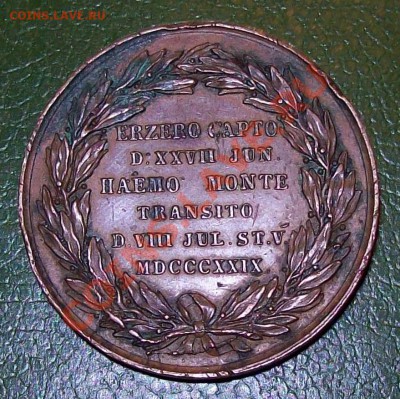 COINS.LAVE.RU
ERZERO CAPTO
D. XXVII JUN
HAEMO MONTE
TRANSITO
D. VIII JUL. ST. V.
MDCCCXXIX.